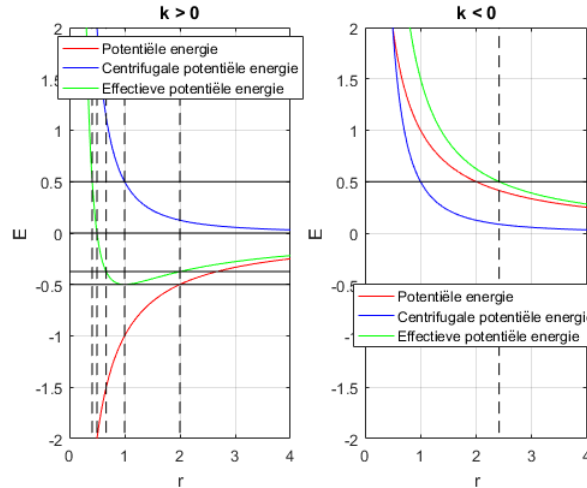 k > 0
2
Potentiële energie
Centrifugale potentiële energie
Effectieve potentiële energie
1
0.5
0
-0.5
-1
-1.5
-2
E
0
1
2
3
4
r
k < 0
2
1.5
1
0.5
0
-0.5
Potentiële energie
Centrifugale potentiële energie
Effectieve potentiële energie
-1
-1.5
-2
E
0
1
2
3
4
r